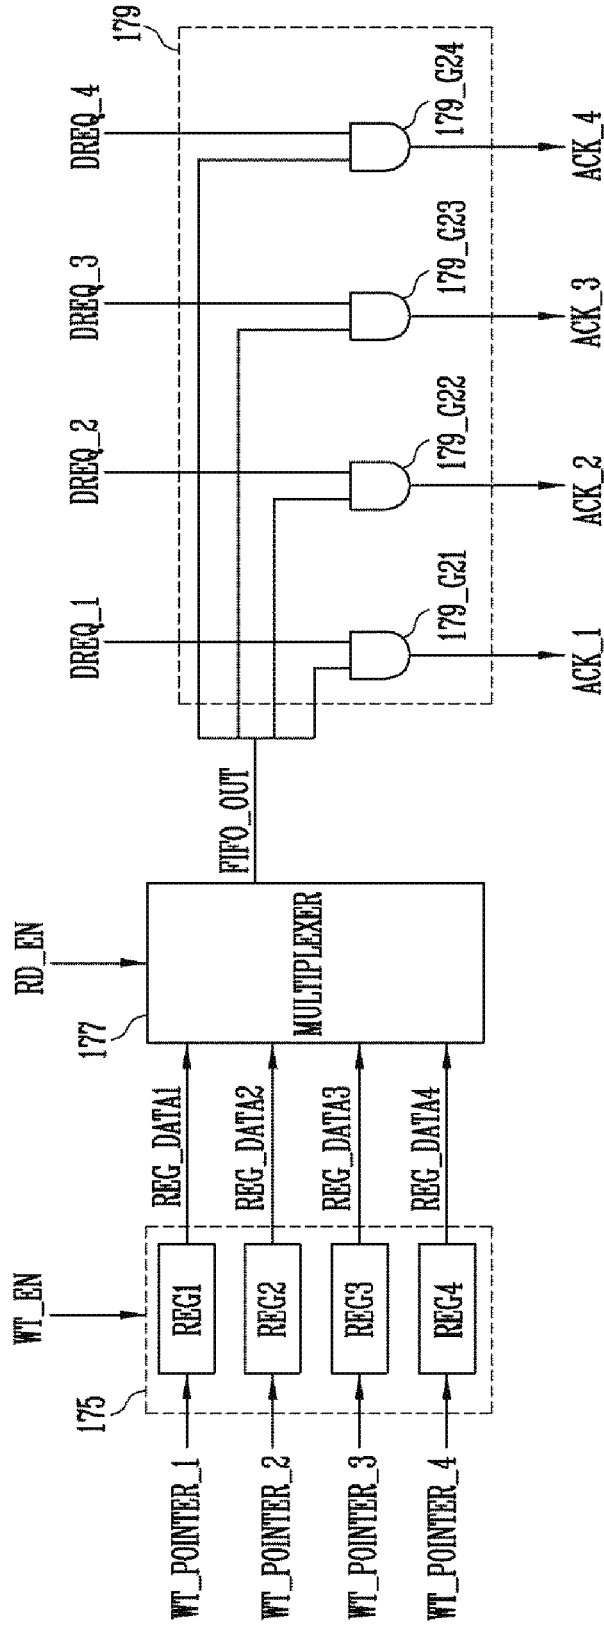 WT_EN
RD_EN
175
177
179
WT_POINTER_1
REG1
REG_DATA1
WT_POINTER_2
REG2
REG_DATA2
WT_POINTER_3
REG3
REG_DATA3
WT_POINTER_4
REG4
REG_DATA4
MULTIPLEXER
FIFO_OUT
DREQ_1
DREQ_2
DREQ_3
DREQ_4
179_G21
179_G22
179_G23
179_G24
ACK_1
ACK_2
ACK_3
ACK_4